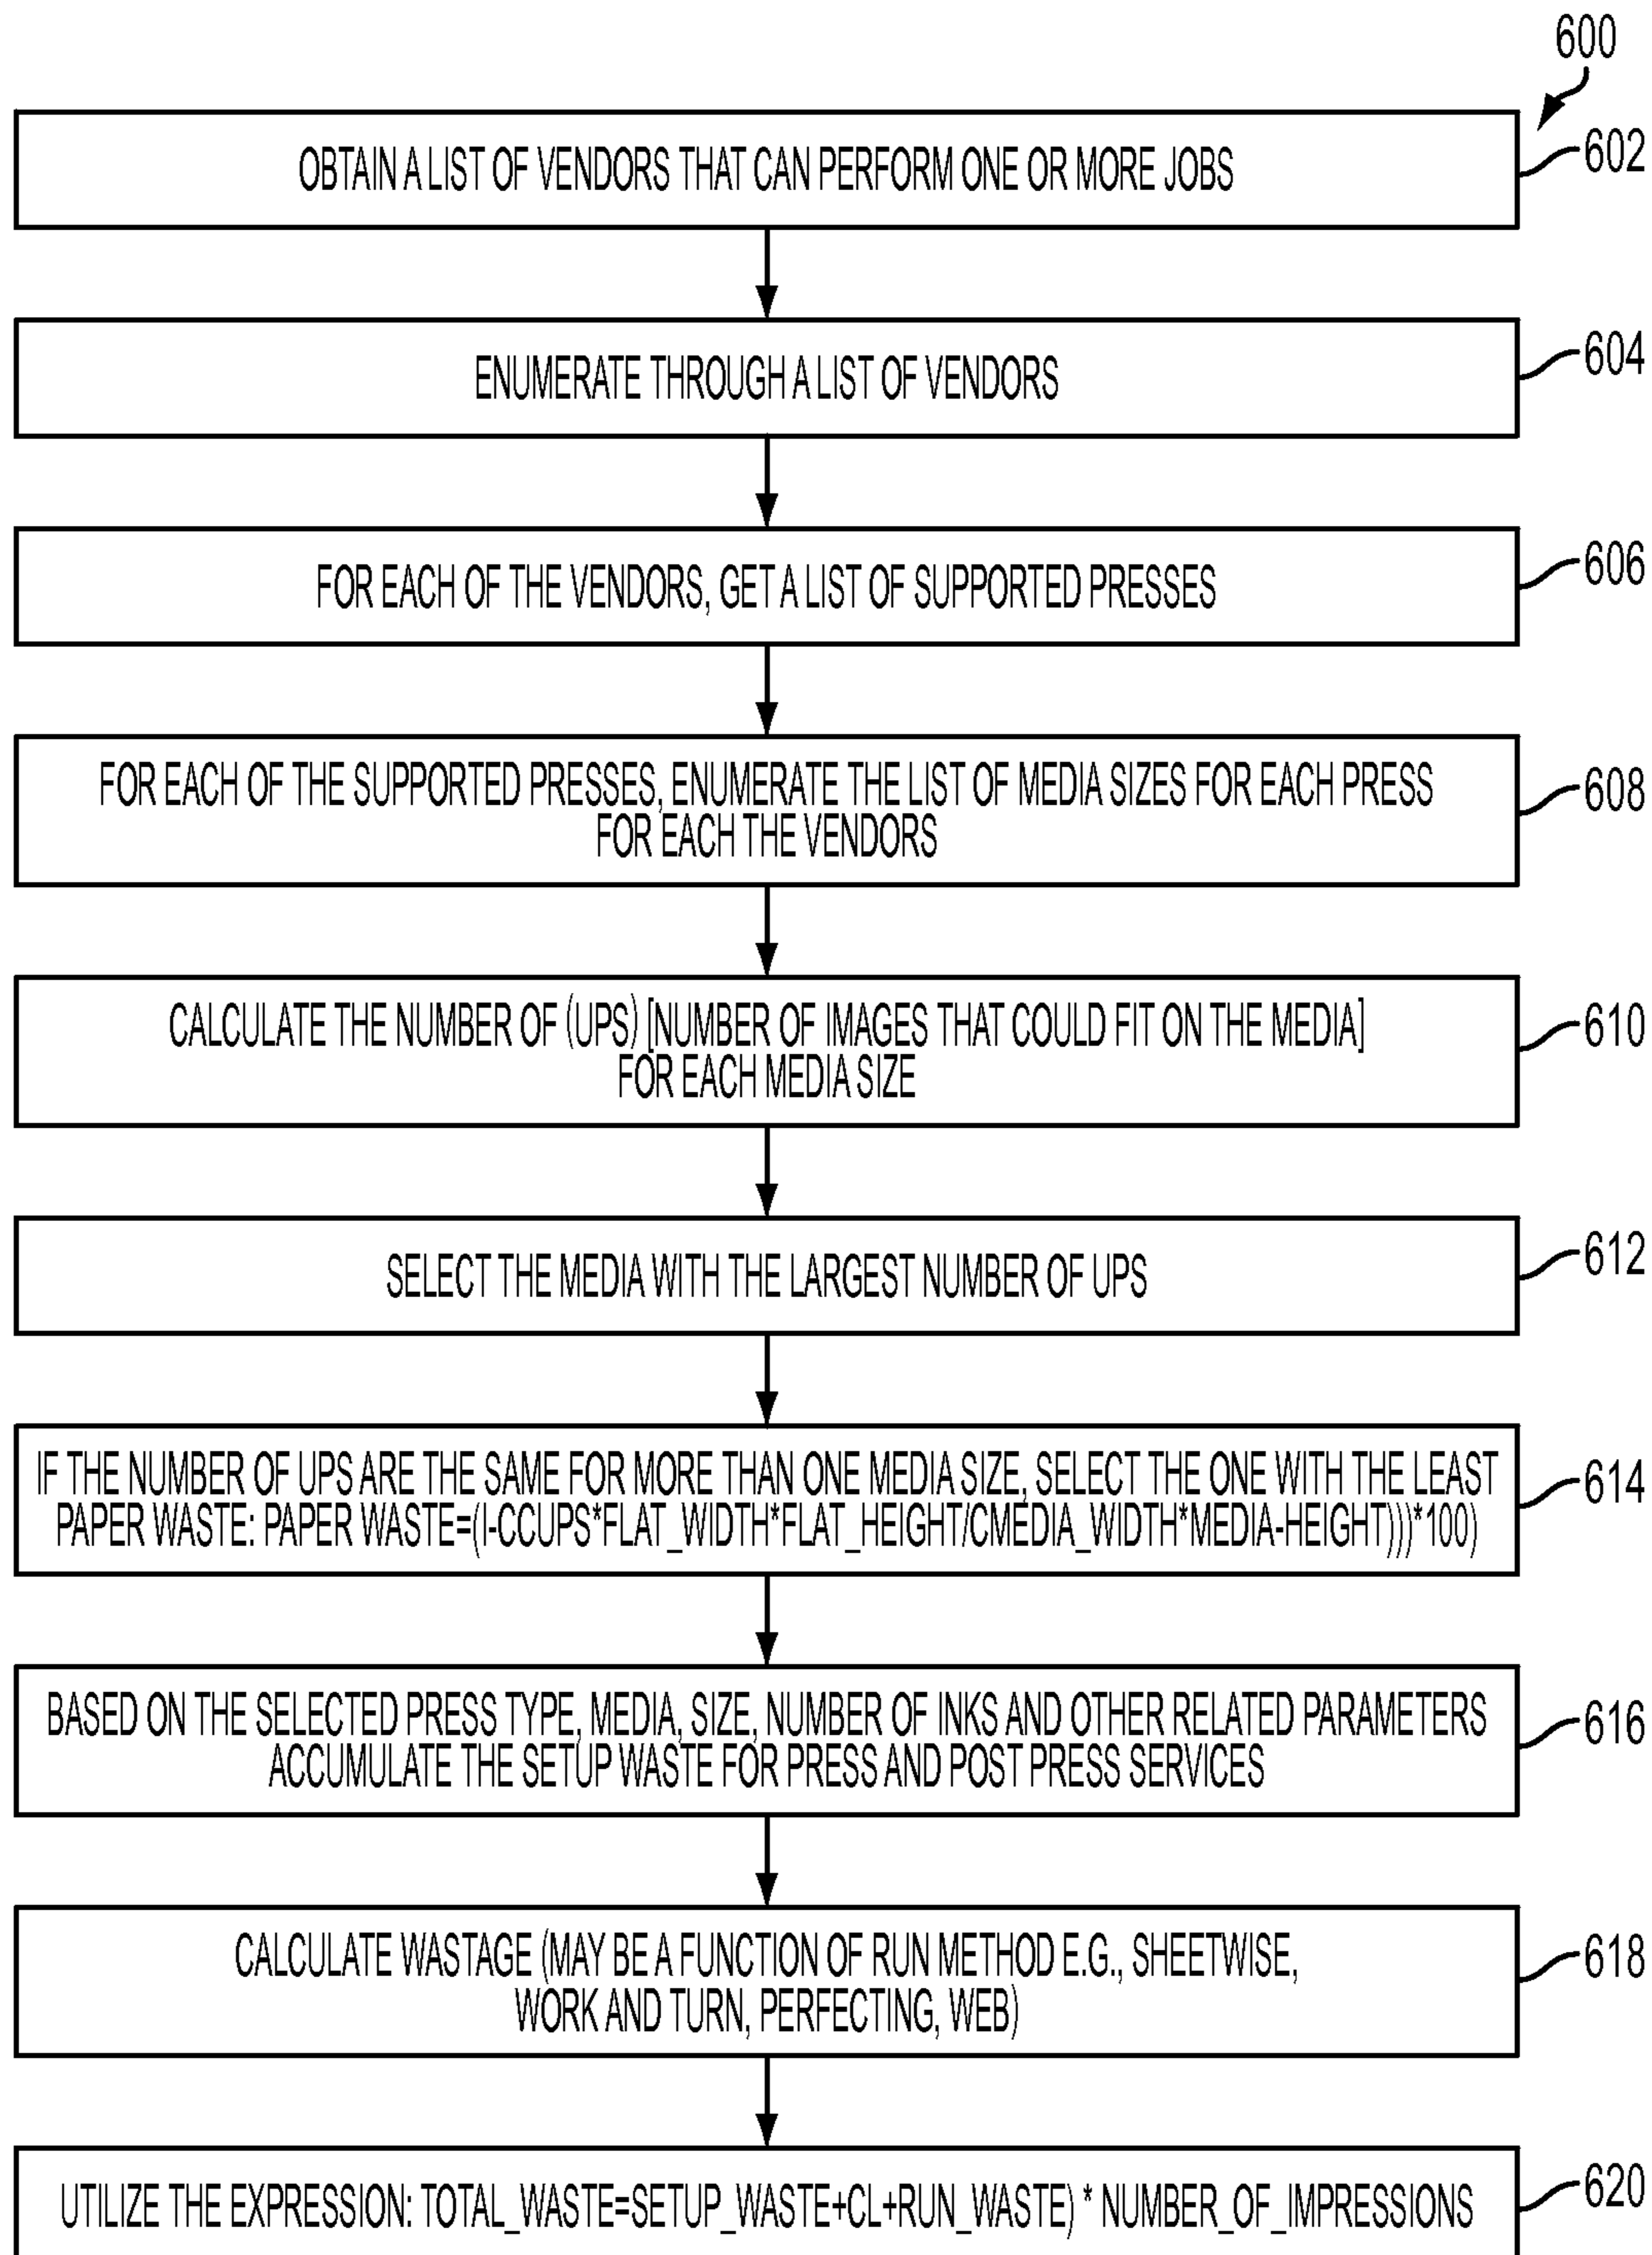 600
OBTAIN A LIST OF VENDORS THAT CAN PERFORM ONE OR MORE JOBS
602
ENUMERATE THROUGH A LIST OF VENDORS
604
FOR EACH OF THE VENDORS, GET A LIST OF SUPPORTED PRESSES
606
FOR EACH OF THE SUPPORTED PRESSES, ENUMERATE THE LIST OF MEDIA SIZES FOR EACH PRESS
FOR EACH THE VENDORS
608
CALCULATE THE NUMBER OF (UPS) [NUMBER OF IMAGES THAT COULD FIT ON THE MEDIA]
FOR EACH MEDIA SIZE
610
SELECT THE MEDIA WITH THE LARGEST NUMBER OF UPS
612
IF THE NUMBER OF UPS ARE THE SAME FOR MORE THAN ONE MEDIA SIZE, SELECT THE ONE WITH THE LEAST
PAPER WASTE: PAPER WASTE=(I-CCUPS*FLAT_WIDTH*FLAT_HEIGHT/CMEDIA_WIDTH*MEDIA-HEIGHT)))*100)
614
BASED ON THE SELECTED PRESS TYPE, MEDIA, SIZE, NUMBER OF INKS AND OTHER RELATED PARAMETERS
ACCUMULATE THE SETUP WASTE FOR PRESS AND POST PRESS SERVICES
616
CALCULATE WASTAGE (MAY BE A FUNCTION OF RUN METHOD E.G., SHEETWISE,
WORK AND TURN, PERFECTING, WEB)
618
UTILIZE THE EXPRESSION: TOTAL_WASTE=SETUP_WASTE+CL+RUN_WASTE) * NUMBER_OF_IMPRESSIONS
620